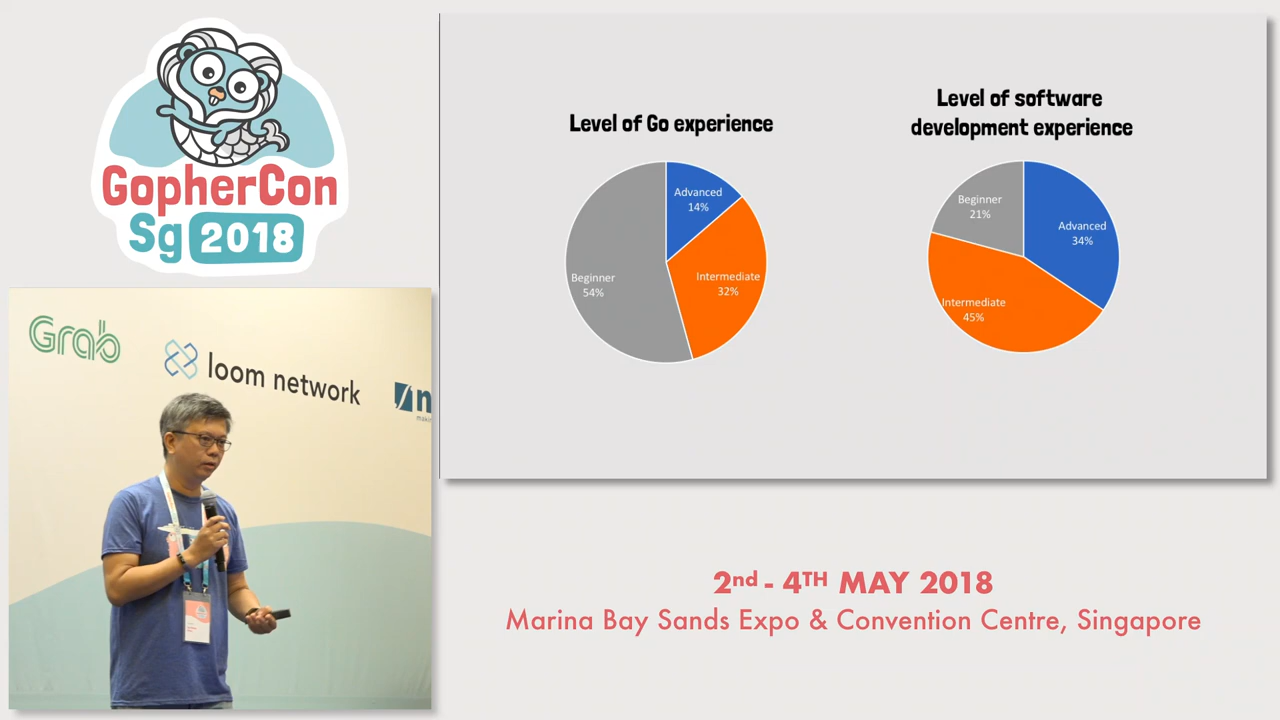 GopherCon
Sg 2018
Level of Go experience
Advanced
14%
Intermediate
32%
Beginner
54%
Level of software
development experience
Advanced
34%
Intermediate
45%
Beginner
21%
Grab
loom network
2nd - 4TH MAY 2018
Marina Bay Sands Expo & Convention Centre, Singapore